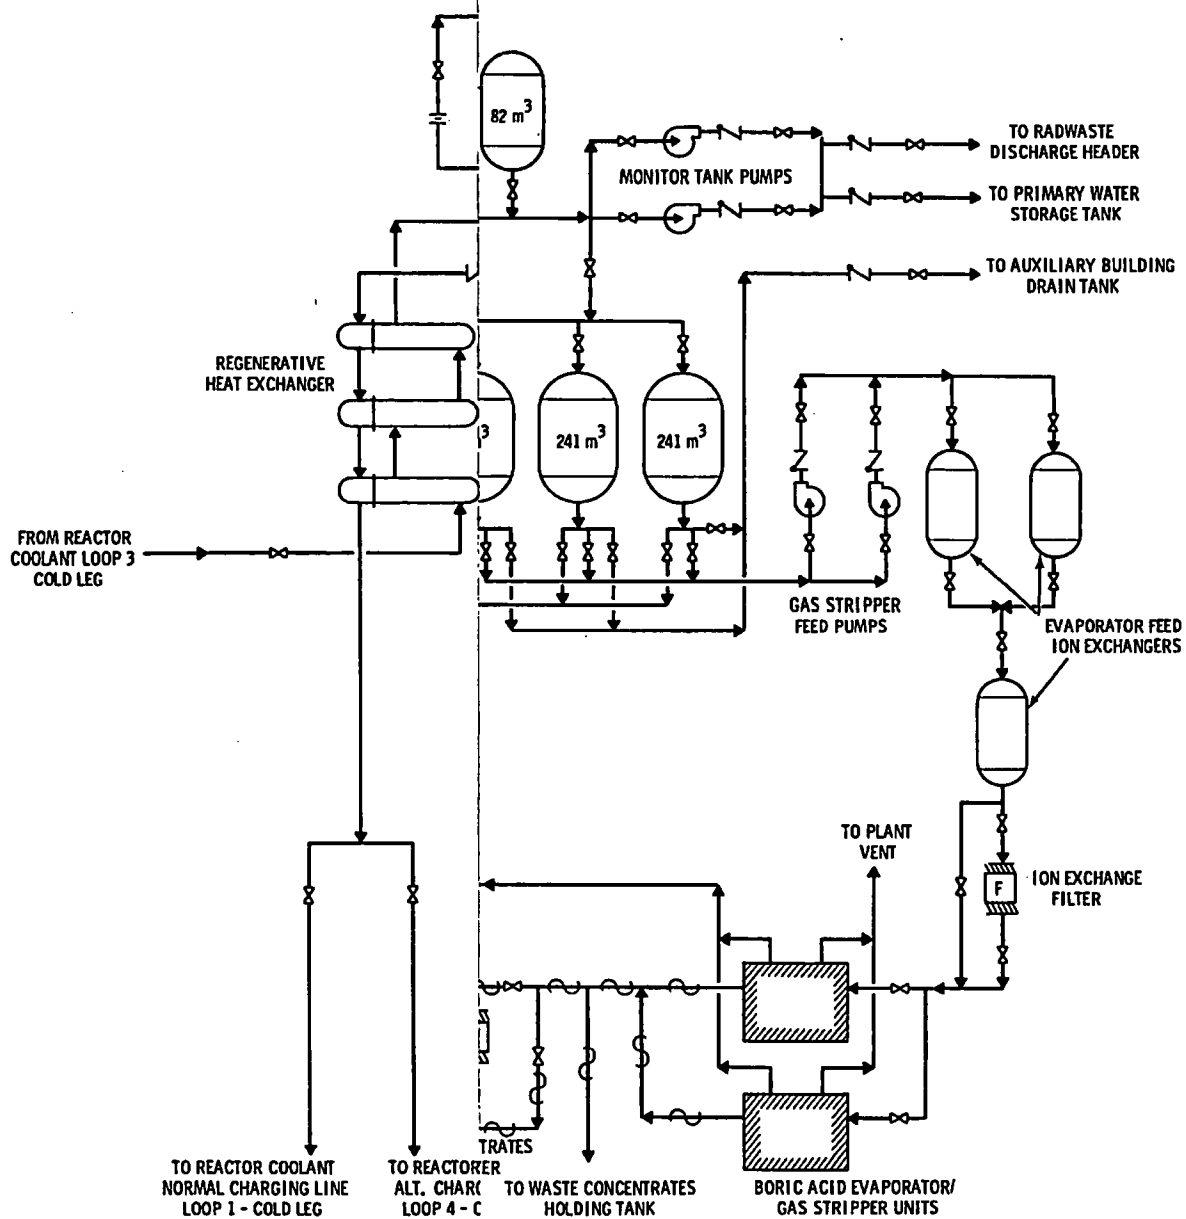 82 m³
TO RADWASTE
DISCHARGE HEADER
MONITOR TANK PUMPS
TO PRIMARY WATER
STORAGE TANK
TO AUXILIARY BUILDING
DRAIN TANK
REGENERATIVE
HEAT EXCHANGER
3
241 m³
241 m³
FROM REACTOR
COOLANT LOOP 3
COLD LEG
GAS STRIPPER
FEED PUMPS
EVAPORATOR FEED
ION EXCHANGERS
TO PLANT
VENT
F
ION EXCHANGE
FILTER
TRATES
TO REACTOR COOLANT
NORMAL CHARGING LINE
LOOP 1 - COLD LEG
TO REACTORER
ALT. CHARC
LOOP 4 - C
TO WASTE CONCENTRATES
HOLDING TANK
BORIC ACID EVAPORATOR/
GAS STRIPPER UNITS